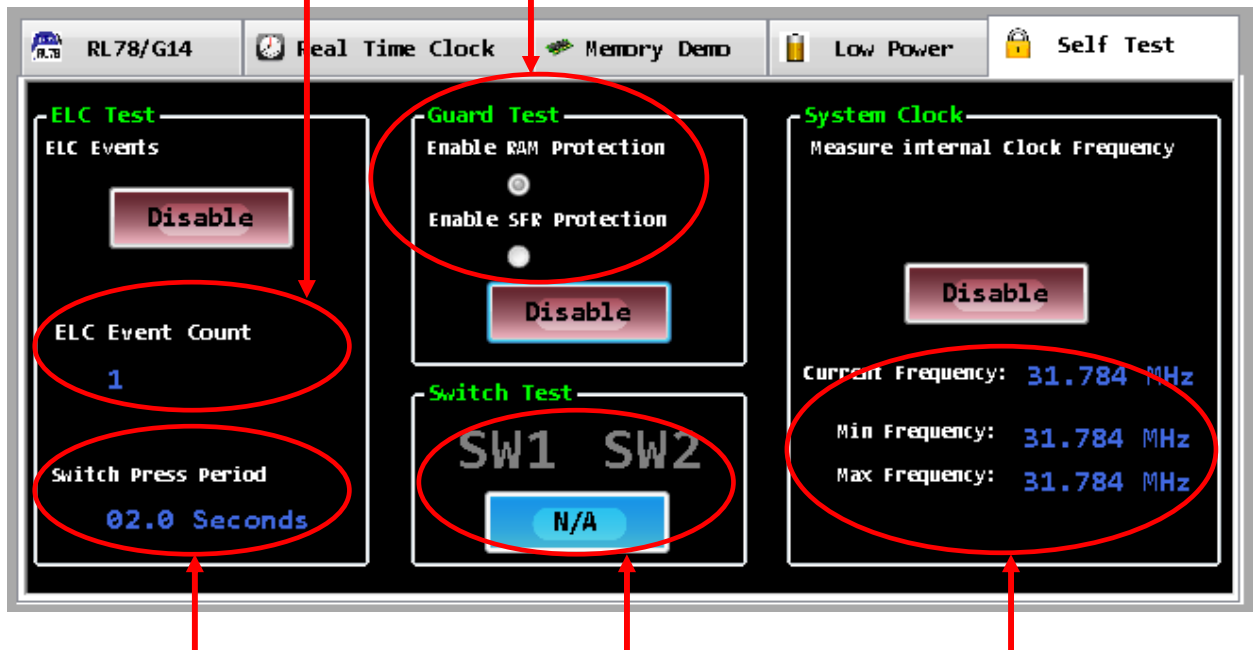 RL78/G14 Real Time Clock Memory Demo Low Power Self Test
RL78
ELC Test
ELC Events
Disable
ELC Event Count
1
Switch Press Period
02.0 Seconds
Guard Test
Enable RAM Protection
Enable SFR Protection
Disable
Switch Test
SW1 SW2
N/A
System Clock
Measure internal Clock Frequency
Disable
Current Frequency: 31.784 MHz
Min Frequency: 31.784 MHz
Max Frequency: 31.784 MHz